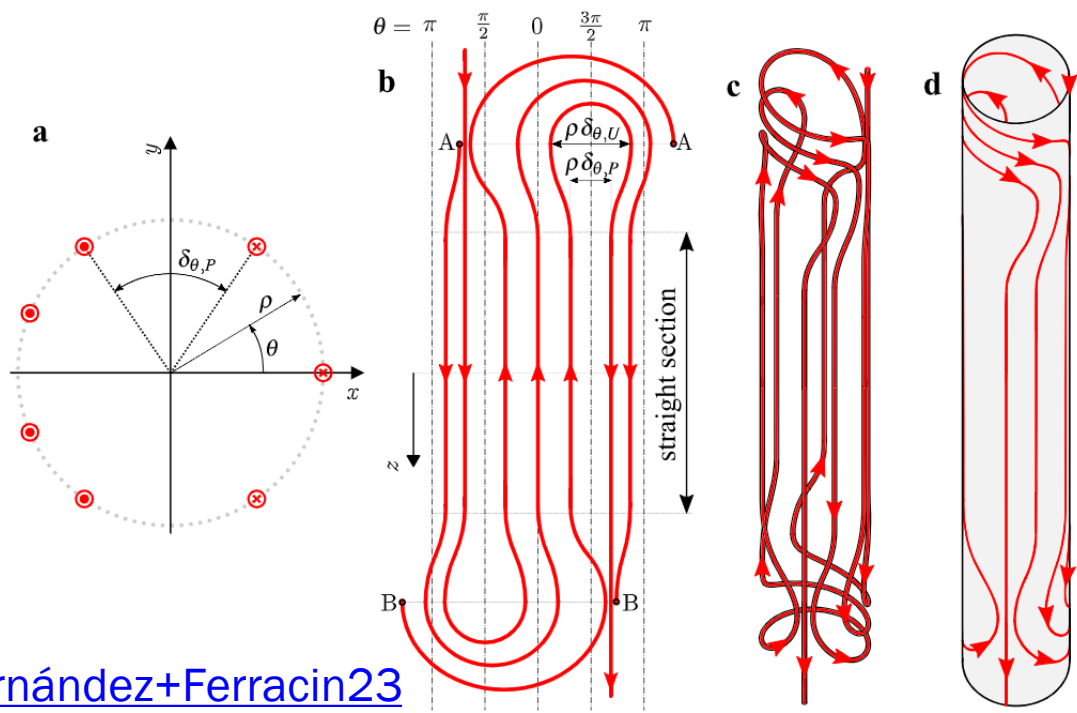 θ = π π/2 0 3π/2 π
b
c
d
a
y
δθ,P
ρ
θ
x
A
A
ρ δθ,U
ρ δθ,P
straight section
z
B
B
rnández+Ferracin23